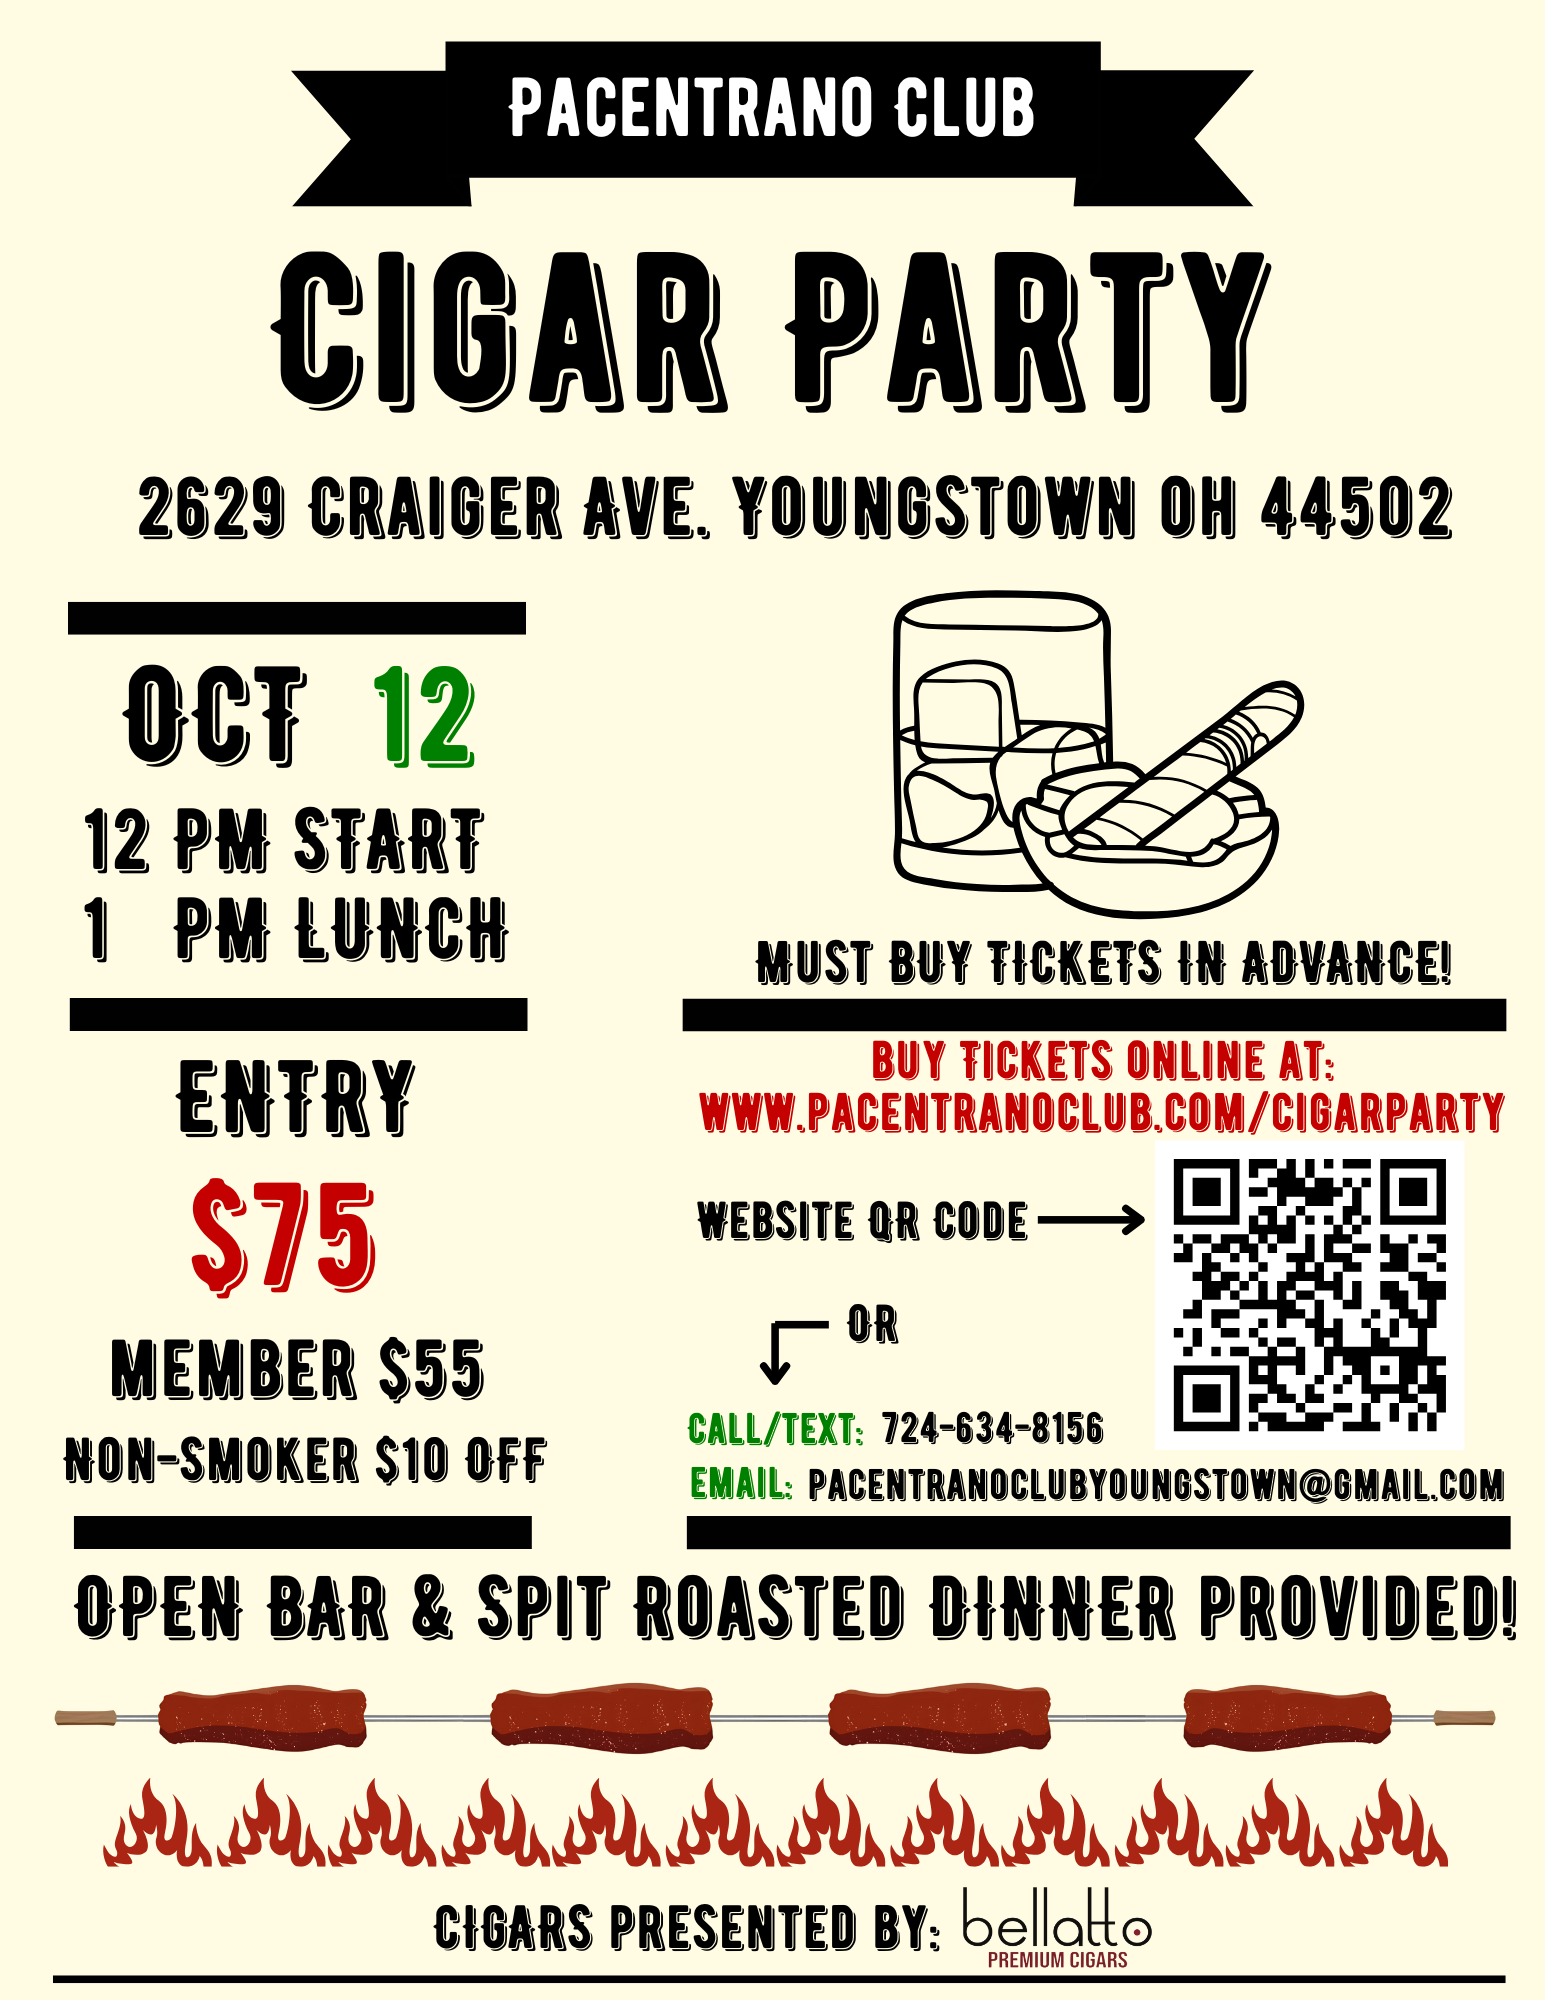 PACENTRANO CLUB
CIGAR PARTY
2629 CRAIGER AVE. YOUNGSTOWN OH 44502
OCT 12
12 PM START
1 PM LUNCH
ENTRY
$75
MEMBER $55
NON-SMOKER $10 OFF
MUST BUY TICKETS IN ADVANCE!
BUY TICKETS ONLINE AT:
WWW.PACENTRANOCLUB.COM/CIGARPARTY
WEBSITE QR CODE
OR
CALL/TEXT: 724-634-8156
EMAIL: PACENTRANOCLUBYOUNGSTOWN@GMAIL.COM
OPEN BAR & SPIT ROASTED DINNER PROVIDED!
CIGARS PRESENTED BY: bellatto
PREMIUM CIGARS